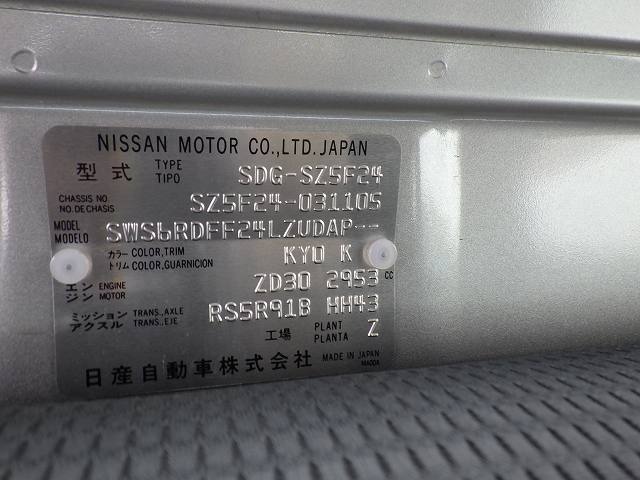 NISSAN MOTOR CO.,LTD.JAPAN
型式 TYPE TIPO SDG-SZ5F24
CHASSIS NO. NO.DE CHASIS SZ5F24-031105
MODEL MODELO SWS6RDFF24LZUDAP--
カラー COLOR,TRIM トリム COLOR,GUARNICION KYO K
エンジン ENGINE MOTOR ZD30 2953 cc
ミッション アクスル TRANS.,AXLE TRANS.,EJE RS5R91B HH43
工場 PLANT PLANTA Z
日産自動車株式会社 MADE IN JAPAN